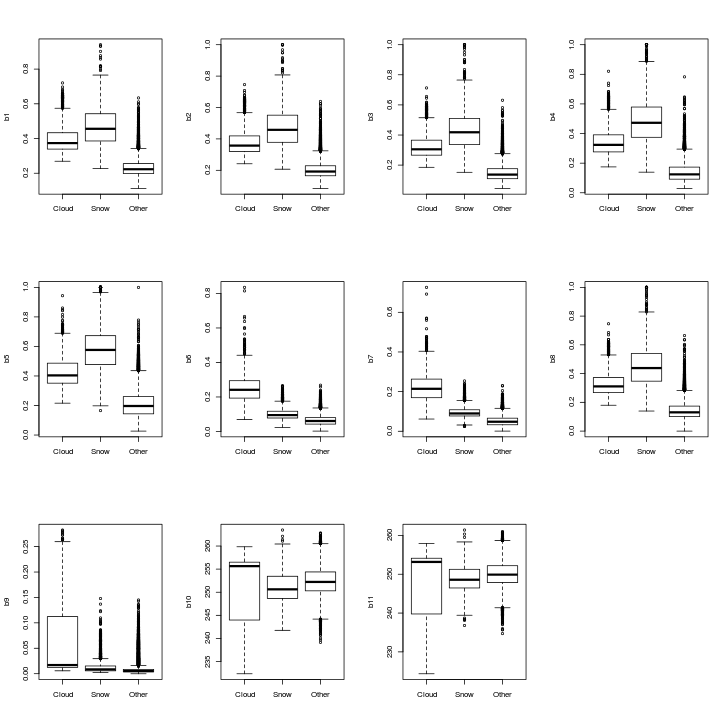 b1
0.2 0.4 0.6 0.8
Cloud Snow Other
b2
0.2 0.4 0.6 0.8 1.0
Cloud Snow Other
b3
0.2 0.4 0.6 0.8 1.0
Cloud Snow Other
b4
0.0 0.2 0.4 0.6 0.8 1.0
Cloud Snow Other
b5
0.0 0.2 0.4 0.6 0.8 1.0
Cloud Snow Other
b6
0.0 0.2 0.4 0.6 0.8
Cloud Snow Other
b7
0.0 0.2 0.4 0.6
Cloud Snow Other
b8
0.0 0.2 0.4 0.6 0.8 1.0
Cloud Snow Other
b9
0.00 0.05 0.10 0.15 0.20 0.25
Cloud Snow Other
b10
235 240 245 250 255 260
Cloud Snow Other
b11
230 240 250 260
Cloud Snow Other